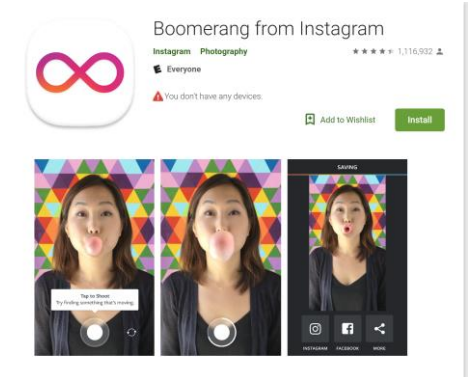 Boomerang from Instagram
Instagram Photography 1,116,932
E Everyone
You don't have any devices.
Add to Wishlist Install
SAVING
Tap to Shoot
Try finding something that's moving.
INSTAGRAM FACEBOOK MORE